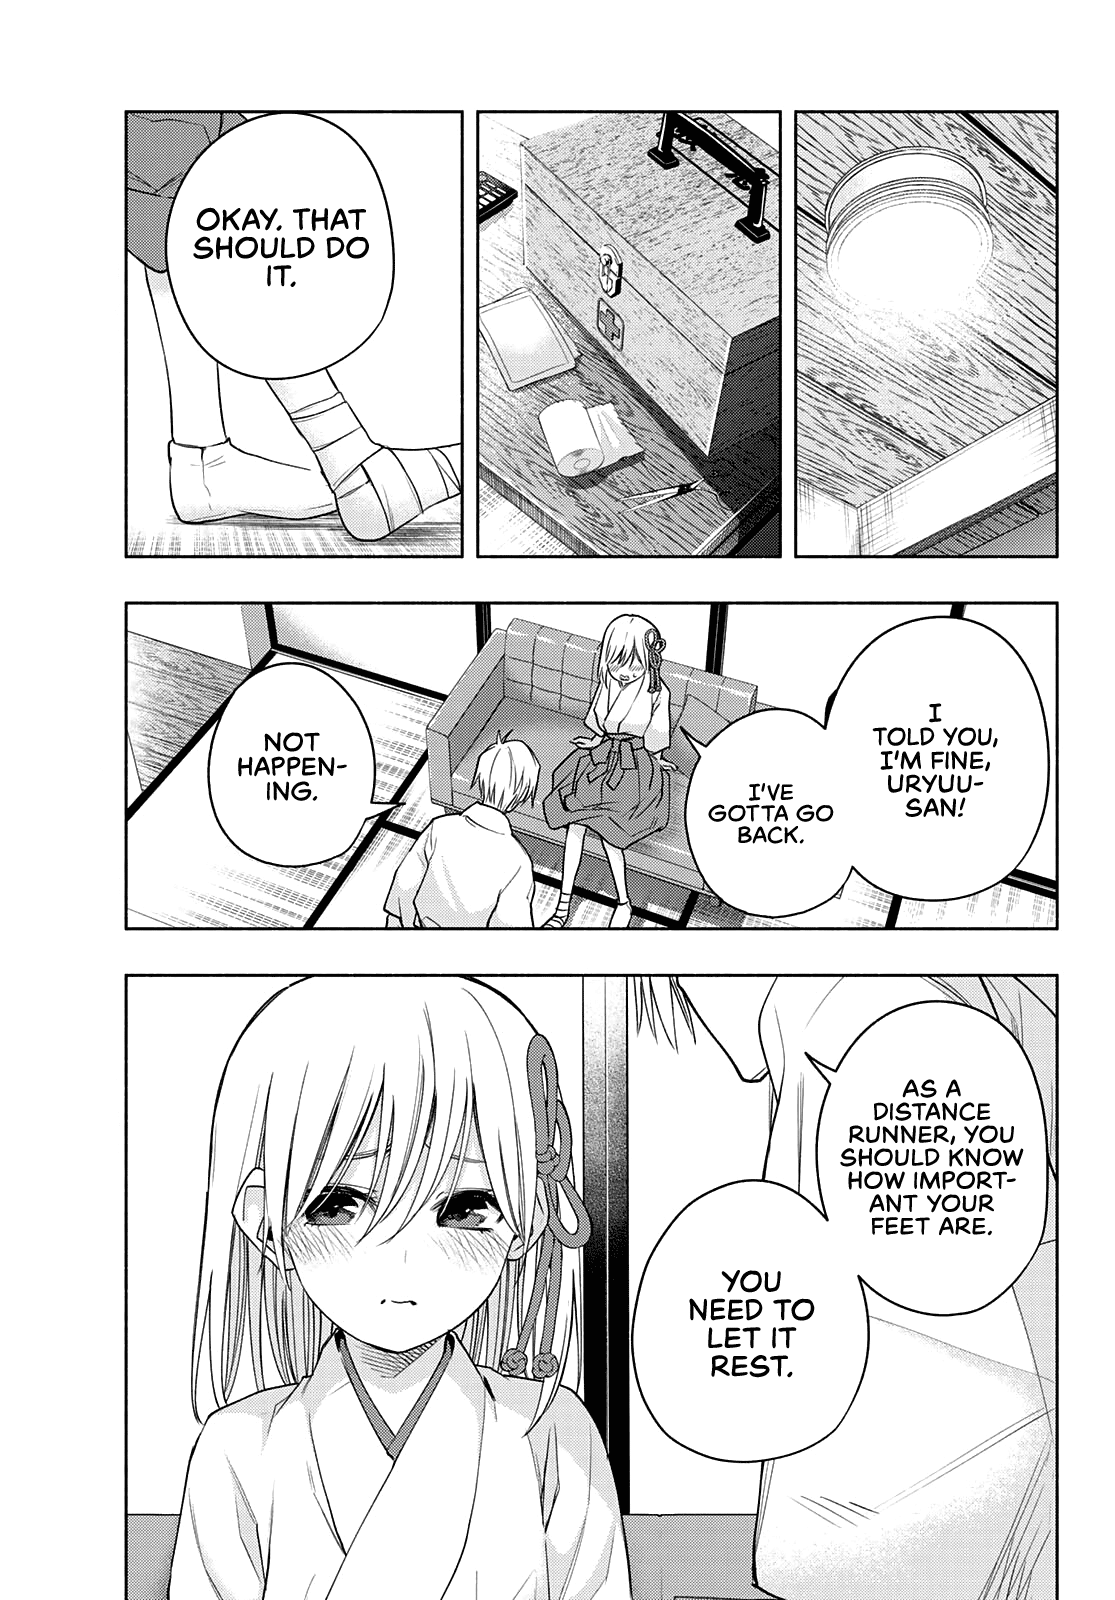 I
TOLD YOU,
I'M FINE,
URYUU-
SAN!
I'VE
GOTTA GO
BACK.
NOT
HAPPEN-
ING.
OKAY. THAT
SHOULD DO
IT.
AS A
DISTANCE
RUNNER, YOU
SHOULD KNOW
HOW IMPORT-
ANT YOUR
FEET ARE.
YOU
NEED TO
LET IT
REST.